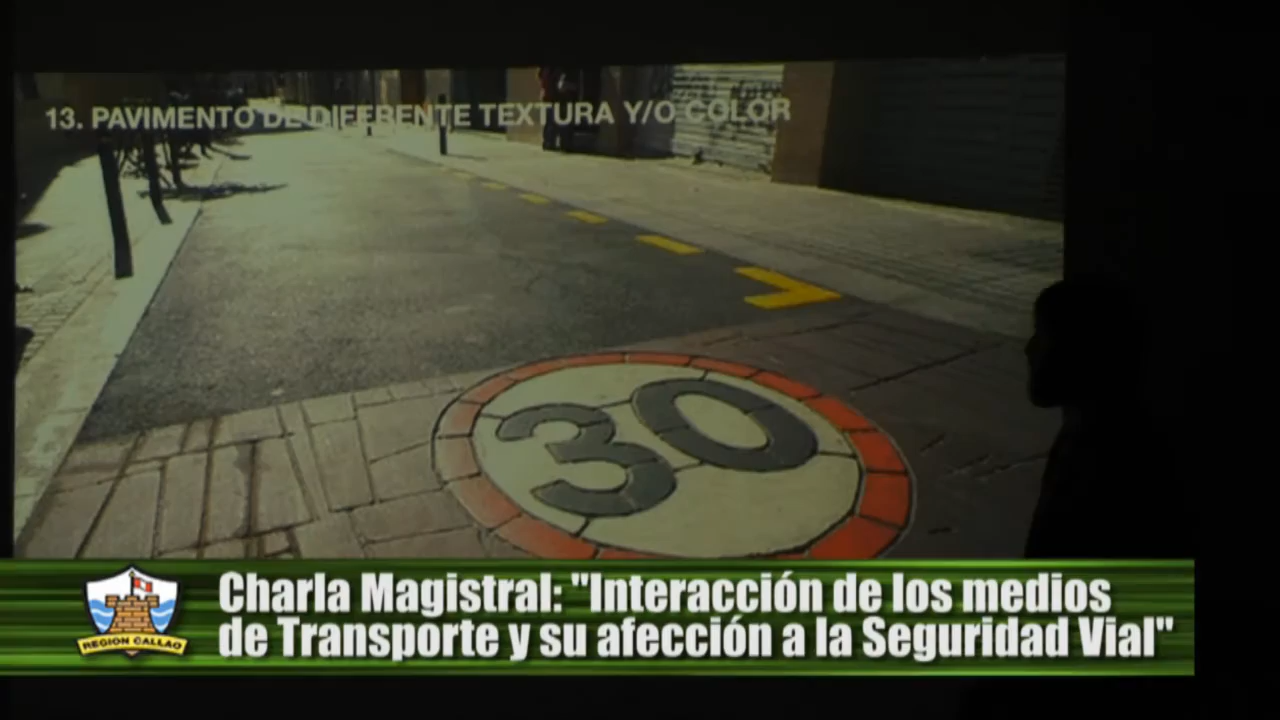 13. PAVIMENTO DE DIFERENTE TEXTURA Y/O COLOR
30
REGION CALLAO
Charla Magistral: "Interacción de los medios
de Transporte y su afección a la Seguridad Vial"